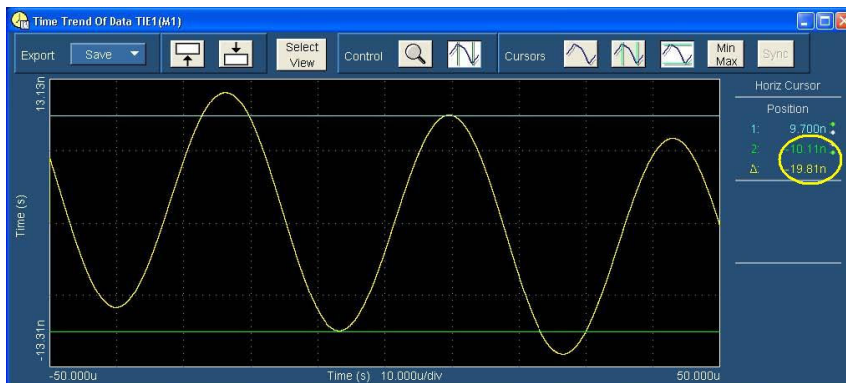 Time Trend Of Data TIE1(M1)
Export Save Select View Control Cursors Min Max Sync
13.13n
Time (s)
-13.31n
-50.000u Time (s) 10.000u/div 50.000u
Horiz Cursor
Position
1: 9.700n
2: -10.11n
Δ: -19.81n